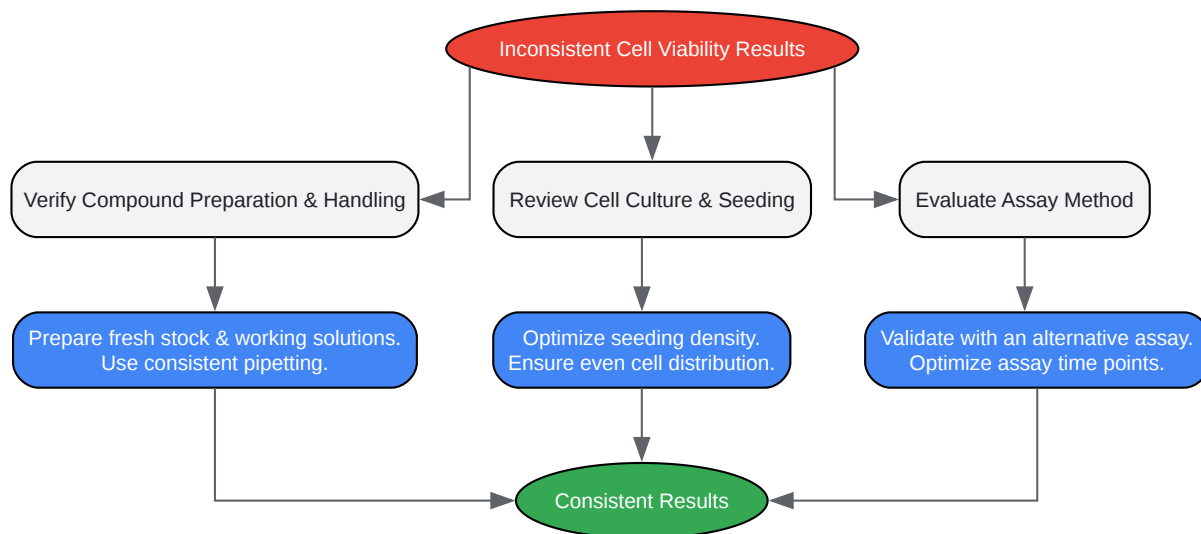 Inconsistent Cell Viability Results
Verify Compound Preparation & Handling
Review Cell Culture & Seeding
Evaluate Assay Method
Prepare fresh stock & working solutions.
Use consistent pipetting.
Optimize seeding density.
Ensure even cell distribution.
Validate with an alternative assay.
Optimize assay time points.
Consistent Results